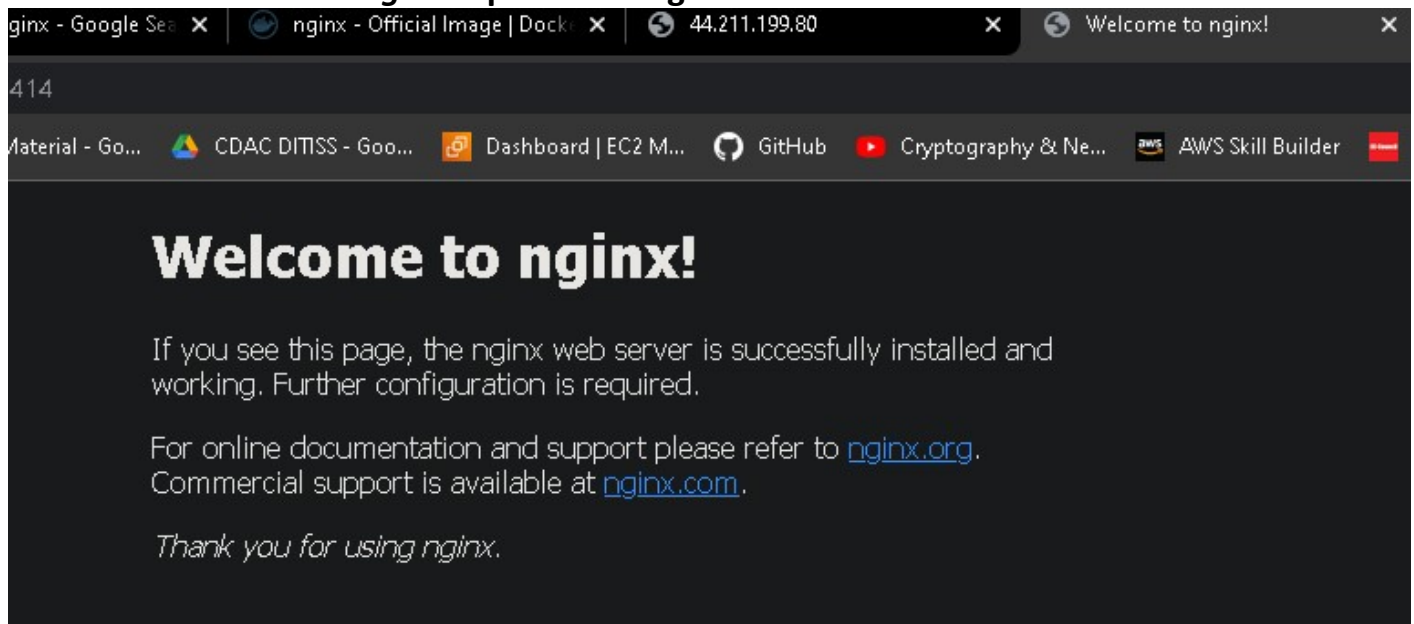 ginx - Google Sea
nginx - Official Image | Docke
44.211.199.80
Welcome to nginx!
414
Material - Go...
CDAC DITISS - Goo...
Dashboard | EC2 M...
GitHub
Cryptography & Ne...
aws
AWS Skill Builder
Welcome to nginx!
If you see this page, the nginx web server is successfully installed and
working. Further configuration is required.
For online documentation and support please refer to nginx.org.
Commercial support is available at nginx.com.
Thank you for using nginx.